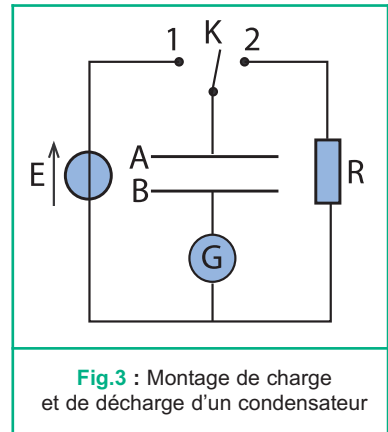 1 K 2
A
E
B
R
G
Fig.3 : Montage de charge
et de décharge d'un condensateur